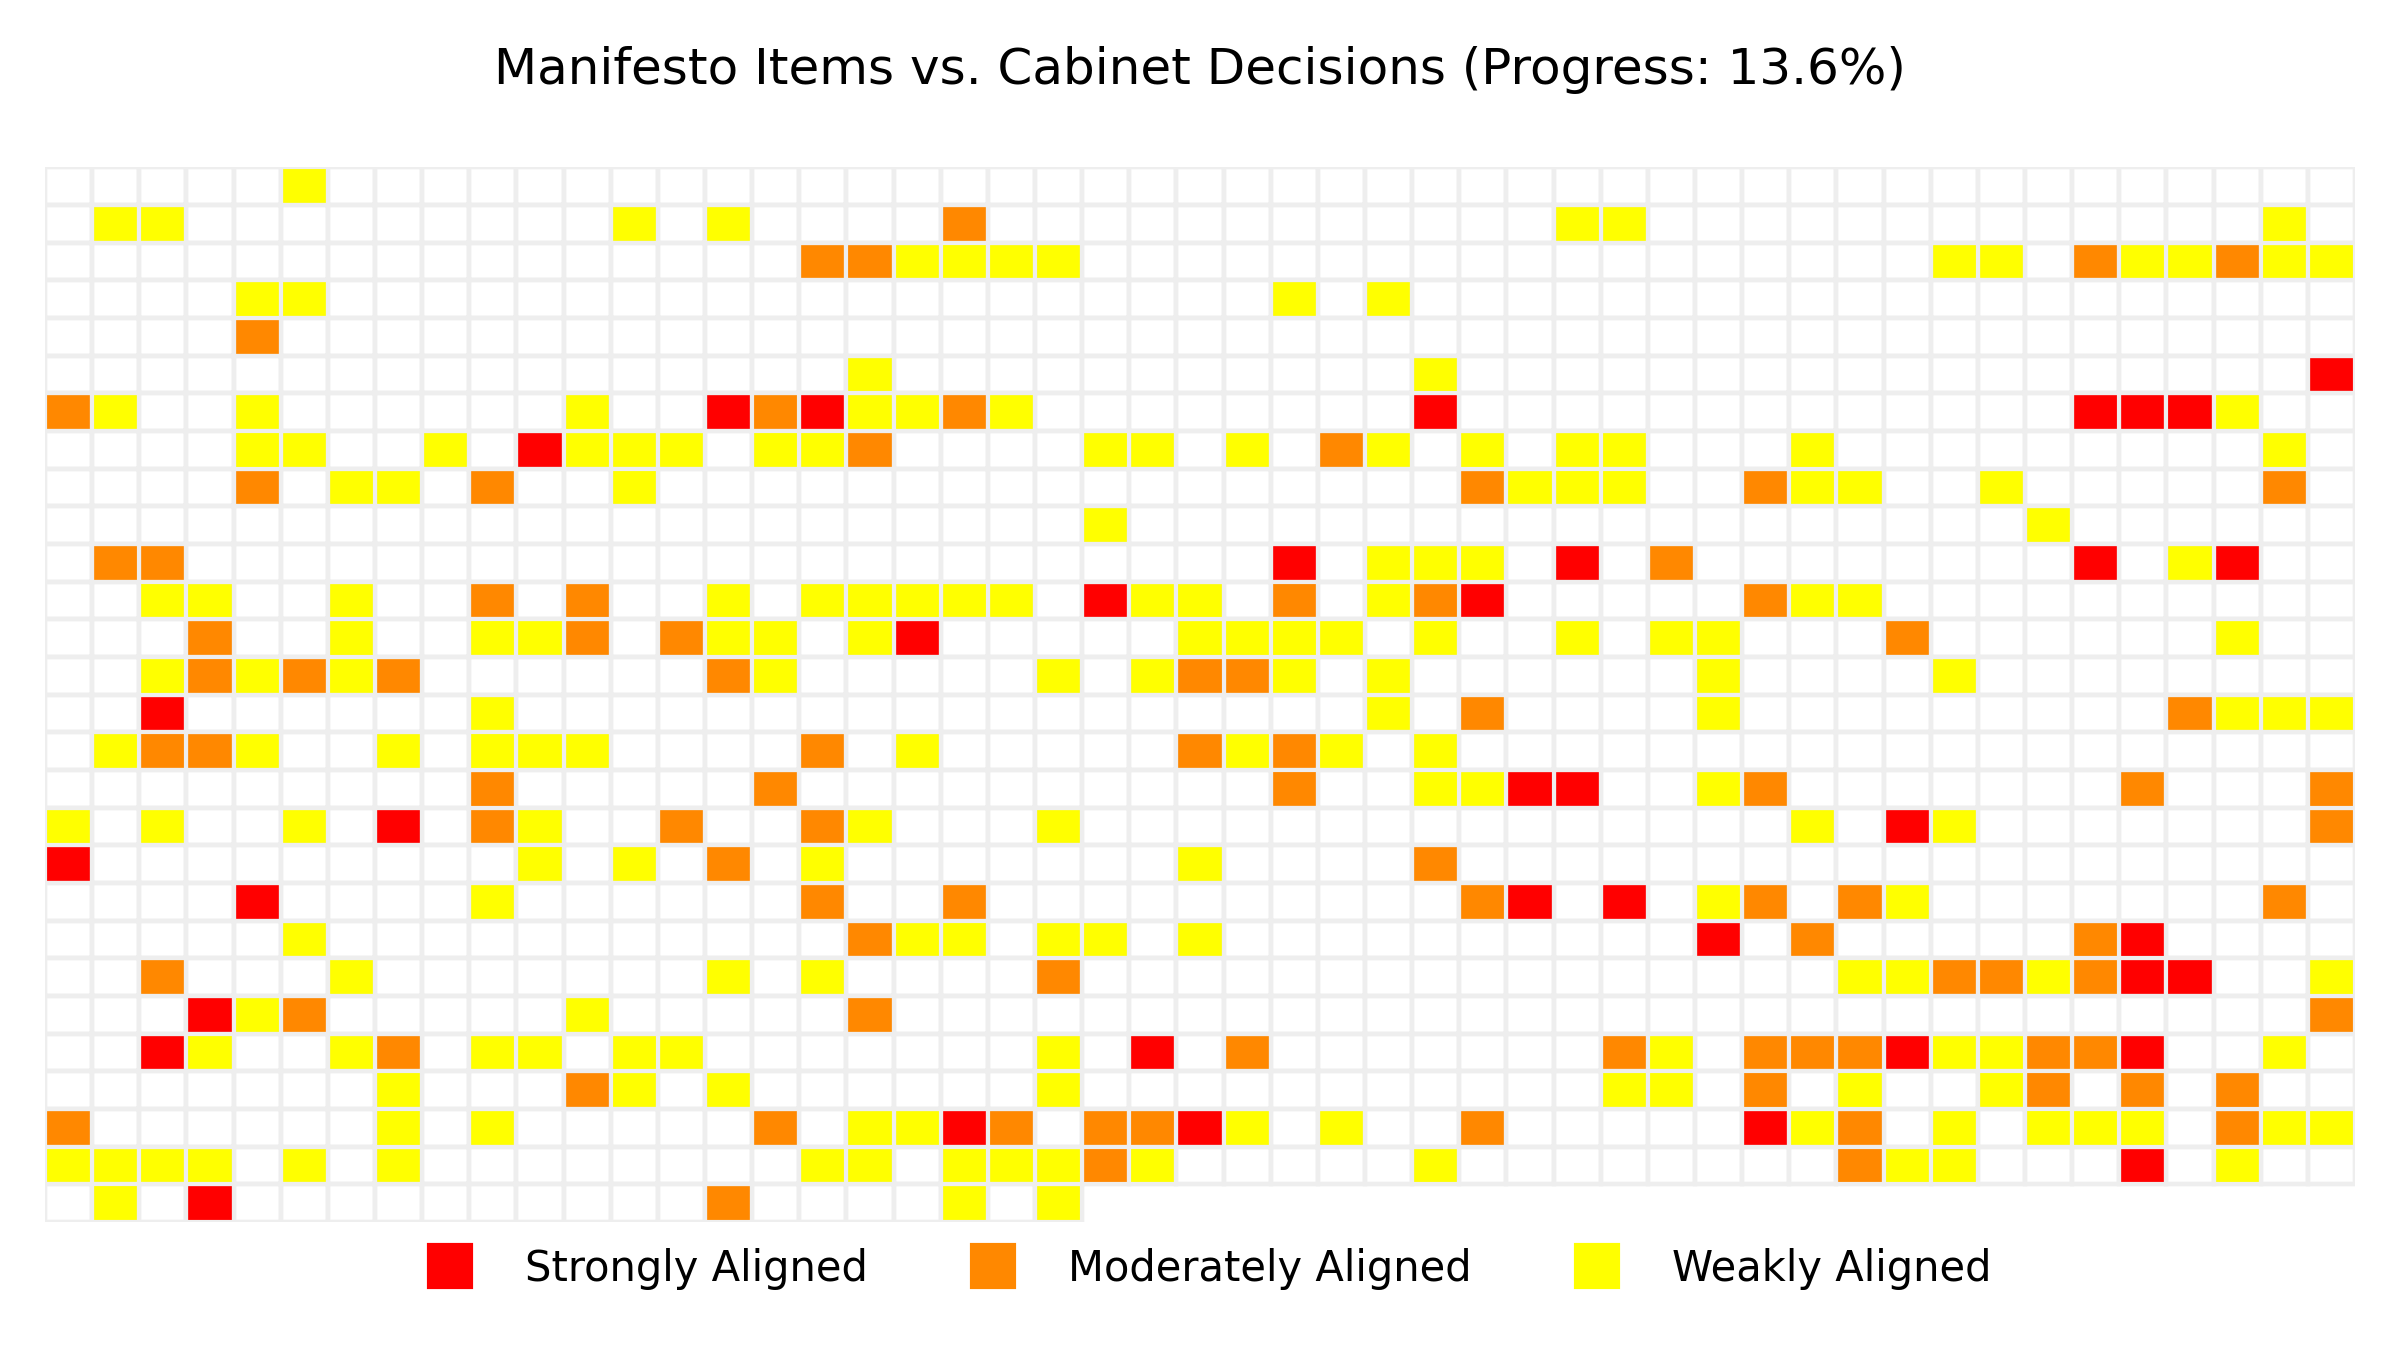 Manifesto Items vs. Cabinet Decisions (Progress: 13.6%)
Strongly Aligned
Moderately Aligned
Weakly Aligned